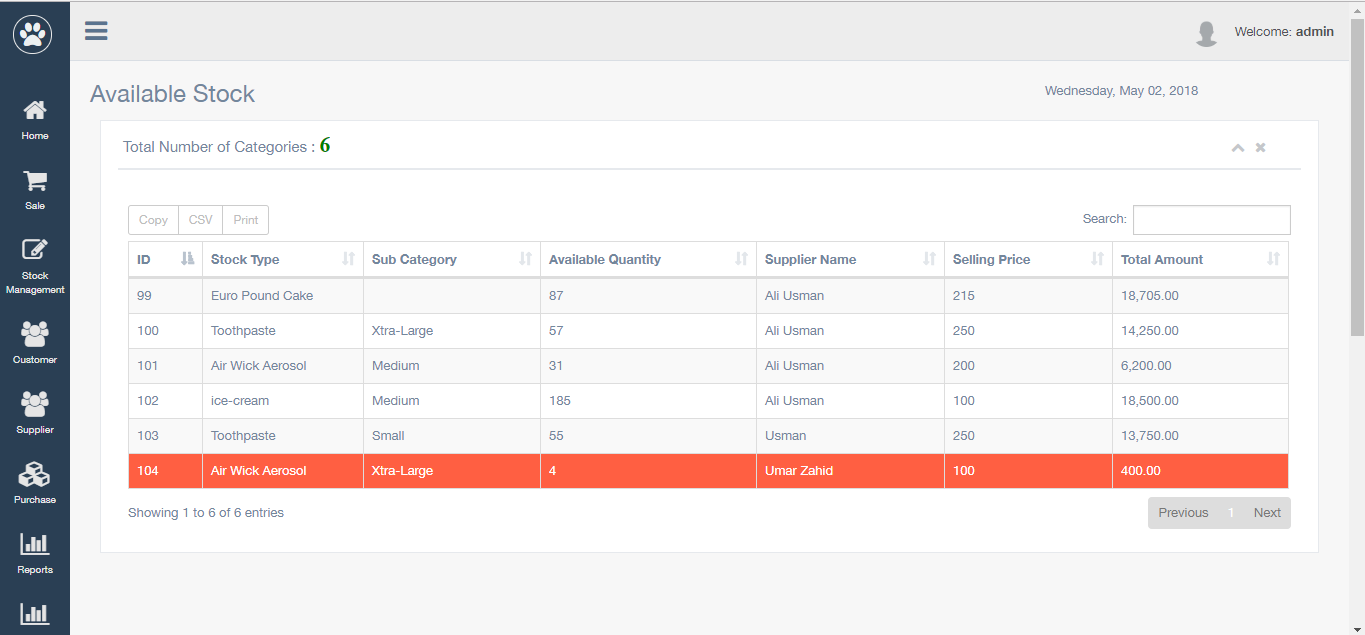 Welcome: admin
Home
Sale
Stock
Management
Customer
Supplier
Purchase
Reports
Available Stock
Wednesday, May 02, 2018
Total Number of Categories : 6
Copy CSV Print
Search:
ID Stock Type Sub Category Available Quantity Supplier Name Selling Price Total Amount
99 Euro Pound Cake 87 Ali Usman 215 18,705.00
100 Toothpaste Xtra-Large 57 Ali Usman 250 14,250.00
101 Air Wick Aerosol Medium 31 Ali Usman 200 6,200.00
102 ice-cream Medium 185 Ali Usman 100 18,500.00
103 Toothpaste Small 55 Usman 250 13,750.00
104 Air Wick Aerosol Xtra-Large 4 Umar Zahid 100 400.00
Showing 1 to 6 of 6 entries
Previous 1 Next